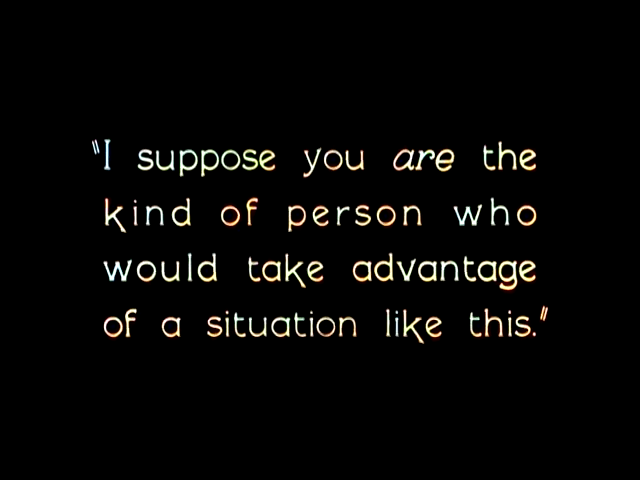 "I suppose you are the
kind of person who
would take advantage
of a situation like this."